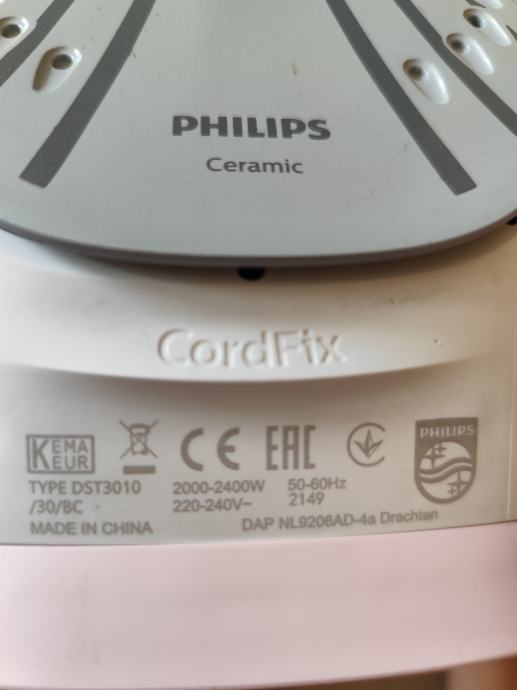 PHILIPS
Ceramic
CordFix
KEMA
EUR
CE EAC
PHILIPS
TYPE DST3010 2000-2400W 50-60Hz
/30/BC 220-240V~ 2149
MADE IN CHINA DAP NL9206AD-4a Drachten